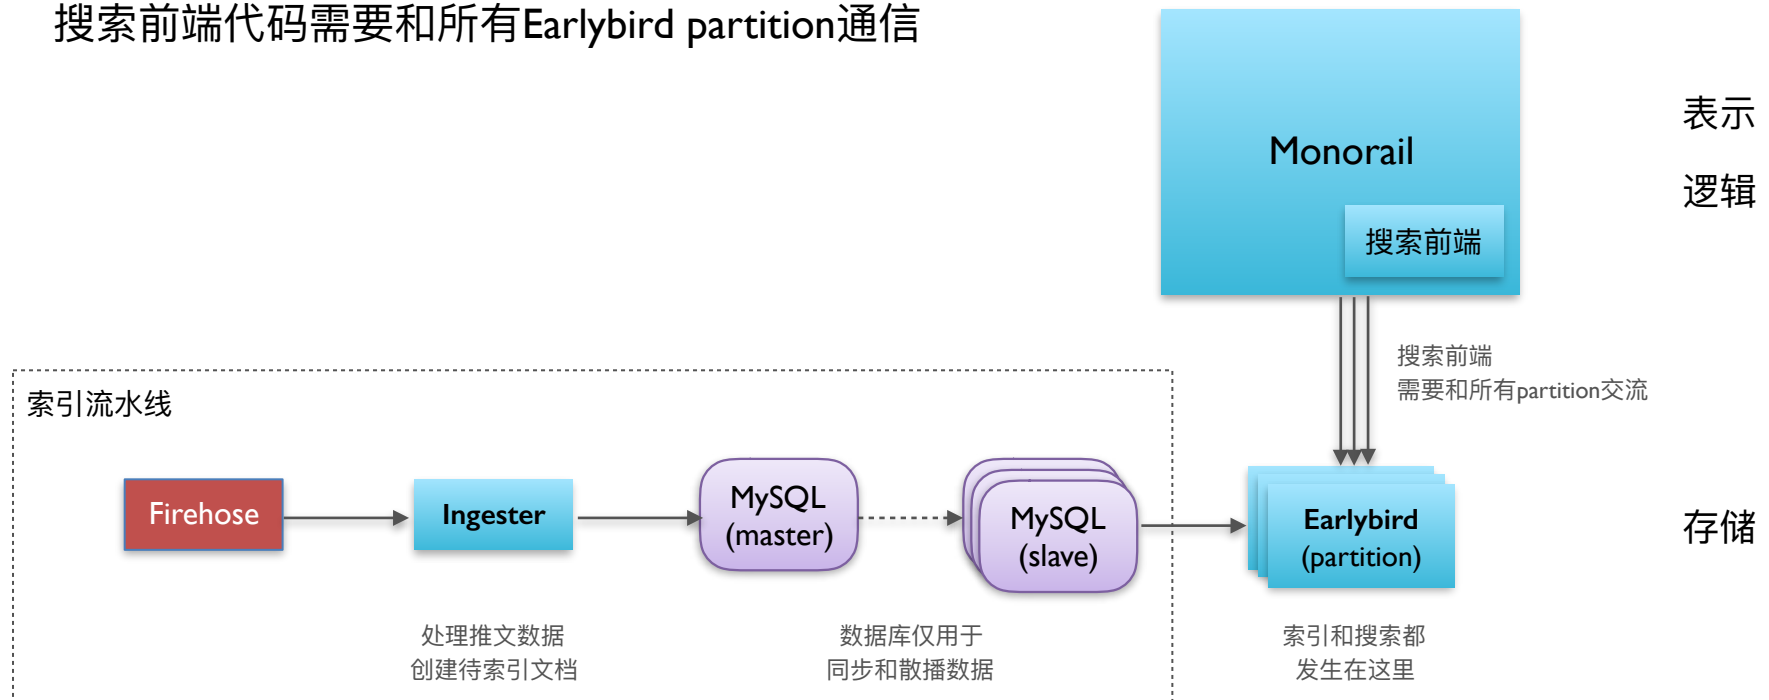 搜索前端代码需要和所有Earlybird partition通信
Monorail
搜索前端
表示
逻辑
搜索前端
需要和所有partition交流
索引流水线
Firehose
Ingester
MySQL
(master)
MySQL
(slave)
Earlybird
(partition)
存储
处理推文数据
创建待索引文档
数据库仅用于
同步和散播数据
索引和搜索都
发生在这里